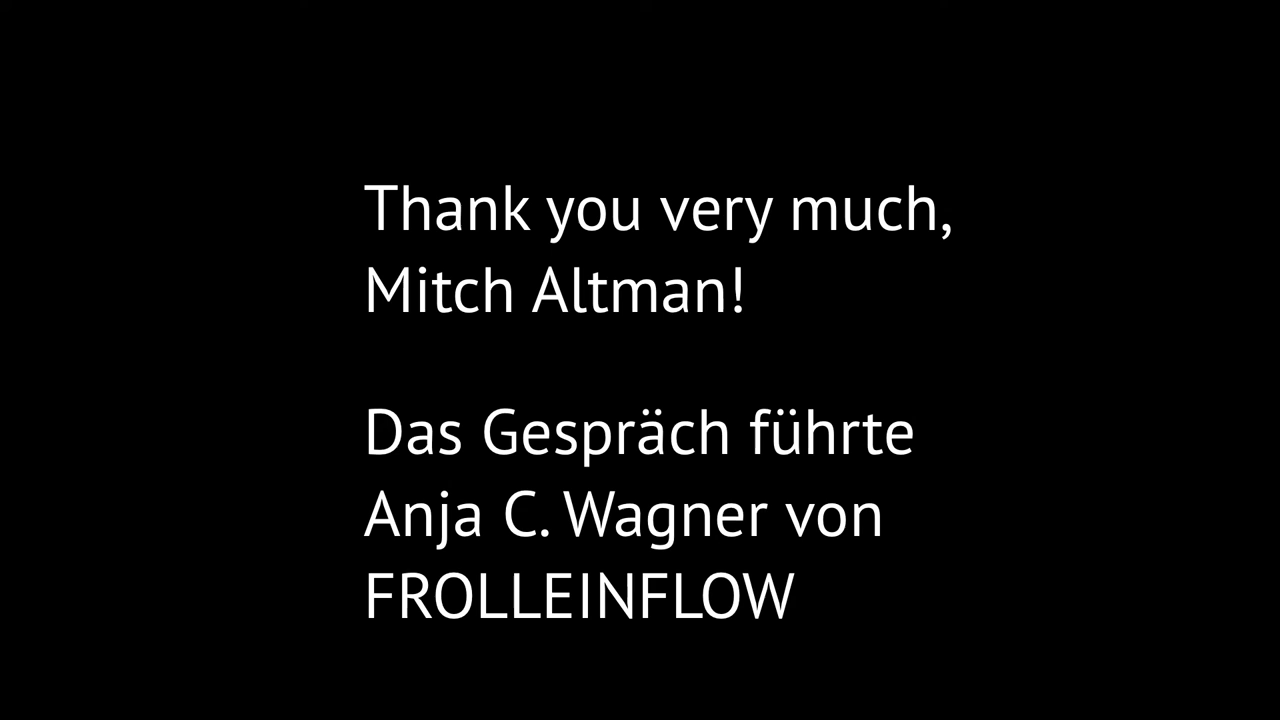 Thank you very much,
Mitch Altman!
Das Gespräch führte
Anja C. Wagner von
FROLLEINFLOW